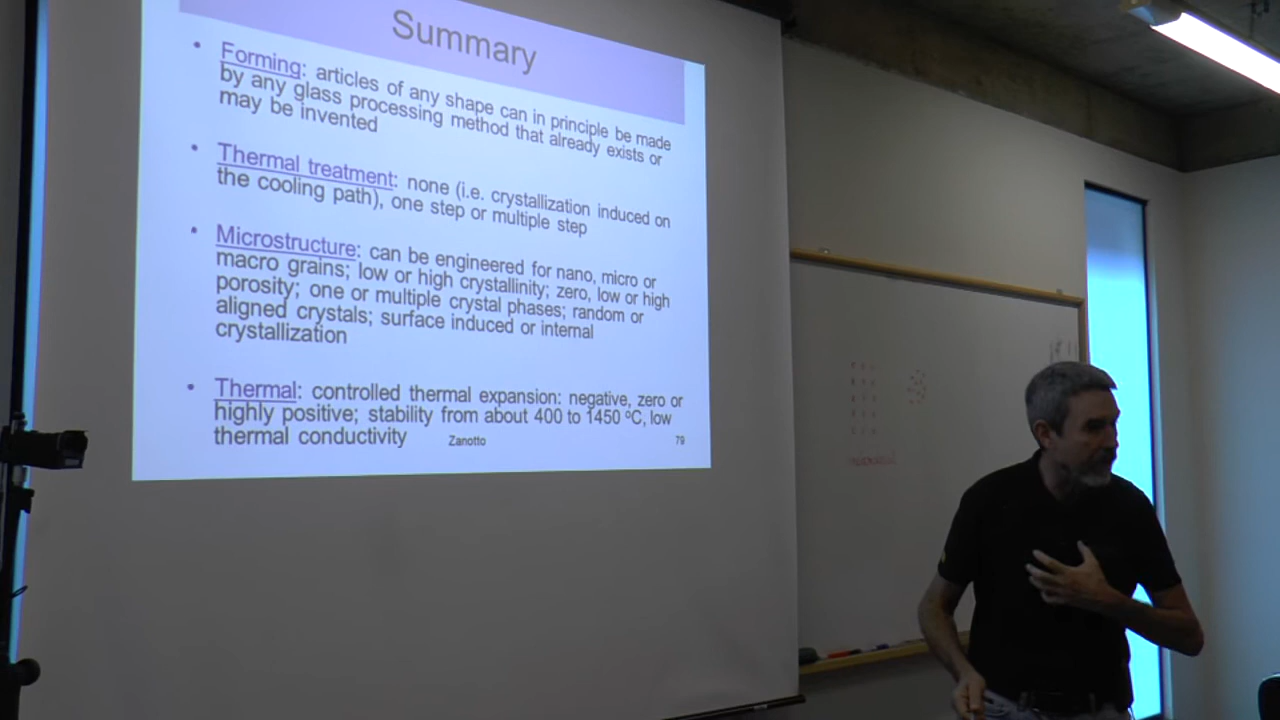 Summary
• Forming: articles of any shape can in principle be made
by any glass processing method that already exists or
may be invented
• Thermal treatment: none (i.e. crystallization induced on
the cooling path), one step or multiple step
• Microstructure: can be engineered for nano, micro or
macro grains; low or high crystallinity; zero, low or high
porosity; one or multiple crystal phases; random or
aligned crystals; surface induced or internal
crystallization
• Thermal: controlled thermal expansion: negative, zero or
highly positive; stability from about 400 to 1450 ºC, low
thermal conductivity
Zanotto
79